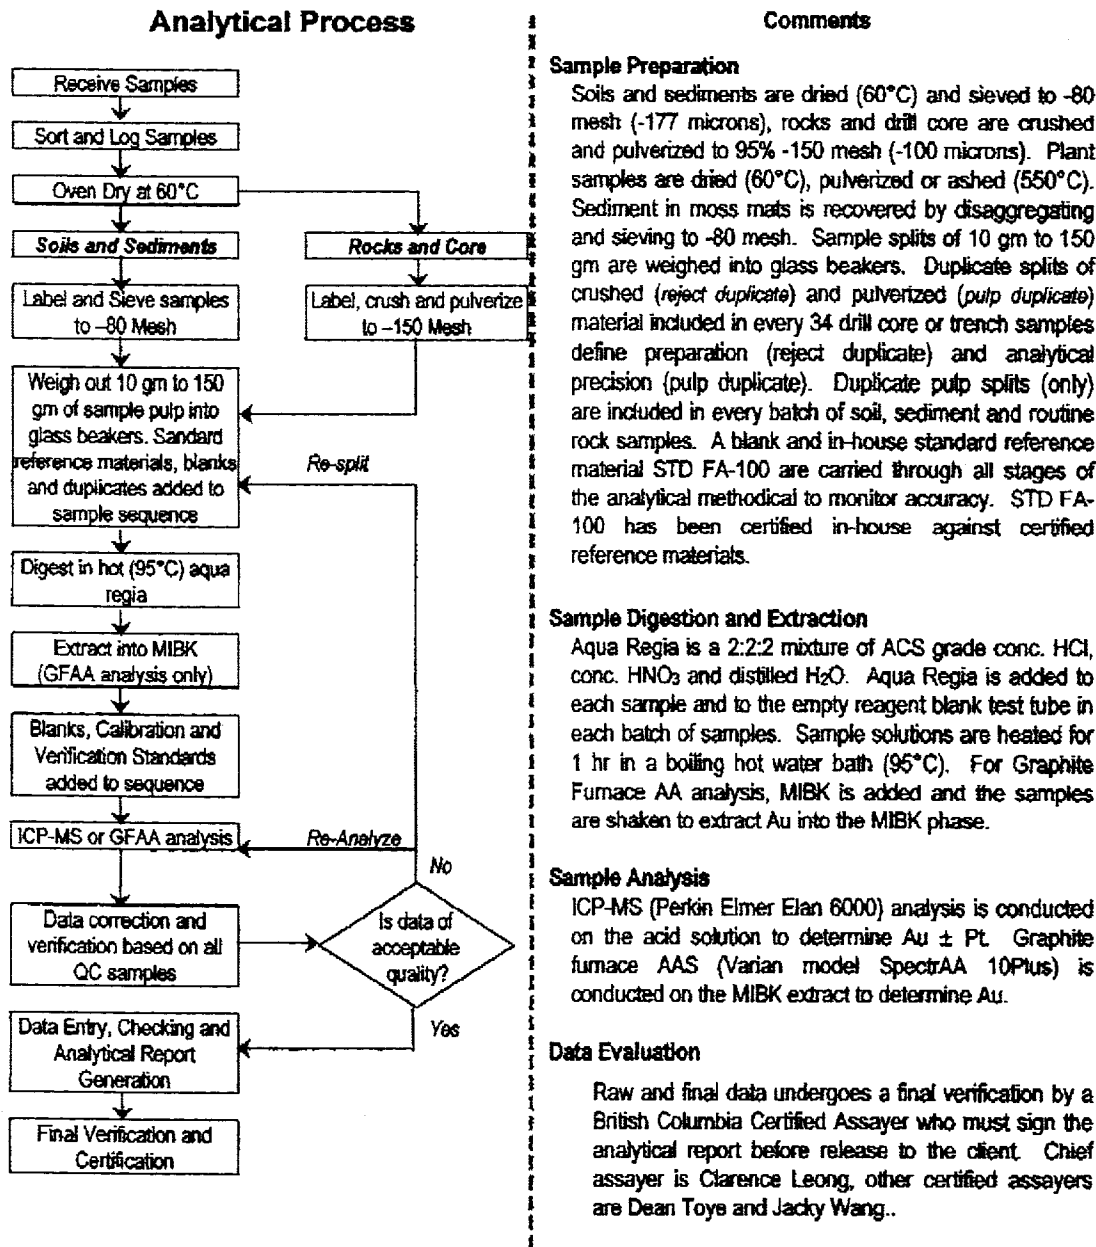 Analytical Process
Receive Samples
Sort and Log Samples
Oven Dry at 60°C
Soils and Sediments
Rocks and Core
Label and Sieve samples
to –80 Mesh
Label, crush and pulverize
to –150 Mesh
Weigh out 10 gm to 150
gm of sample pulp into
glass beakers. Sandard
reference materials, blanks
and duplicates added to
sample sequence
Re-split
Digest in hot (95°C) aqua
regia
Extract into MIBK
(GFAA analysis only)
Blanks, Calibration and
Verification Standards
added to sequence
ICP-MS or GFAA analysis
Re-Analyze
No
Data correction and
verification based on all
QC samples
Is data of
acceptable
quality?
Yes
Data Entry, Checking and
Analytical Report
Generation
Final Verification and
Certification
Comments
Sample Preparation
Soils and sediments are dried (60°C) and sieved to -80
mesh (-177 microns), rocks and drill core are crushed
and pulverized to 95% -150 mesh (-100 microns). Plant
samples are dried (60°C), pulverized or ashed (550°C).
Sediment in moss mats is recovered by disaggregating
and sieving to -80 mesh. Sample splits of 10 gm to 150
gm are weighed into glass beakers. Duplicate splits of
crushed (reject duplicate) and pulverized (pulp duplicate)
material included in every 34 drill core or trench samples
define preparation (reject duplicate) and analytical
precision (pulp duplicate). Duplicate pulp splits (only)
are included in every batch of soil, sediment and routine
rock samples. A blank and in-house standard reference
material STD FA-100 are carried through all stages of
the analytical methodical to monitor accuracy. STD FA-
100 has been certified in-house against certified
reference materials.
Sample Digestion and Extraction
Aqua Regia is a 2:2:2 mixture of ACS grade conc. HCl,
conc. HNO₃ and distilled H₂O. Aqua Regia is added to
each sample and to the empty reagent blank test tube in
each batch of samples. Sample solutions are heated for
1 hr in a boiling hot water bath (95°C). For Graphite
Furnace AA analysis, MIBK is added and the samples
are shaken to extract Au into the MIBK phase.
Sample Analysis
ICP-MS (Perkin Elmer Elan 6000) analysis is conducted
on the acid solution to determine Au ± Pt. Graphite
furnace AAS (Varian model SpectrAA 10Plus) is
conducted on the MIBK extract to determine Au.
Data Evaluation
Raw and final data undergoes a final verification by a
British Columbia Certified Assayer who must sign the
analytical report before release to the client. Chief
assayer is Clarence Leong, other certified assayers
are Dean Toye and Jacky Wang..